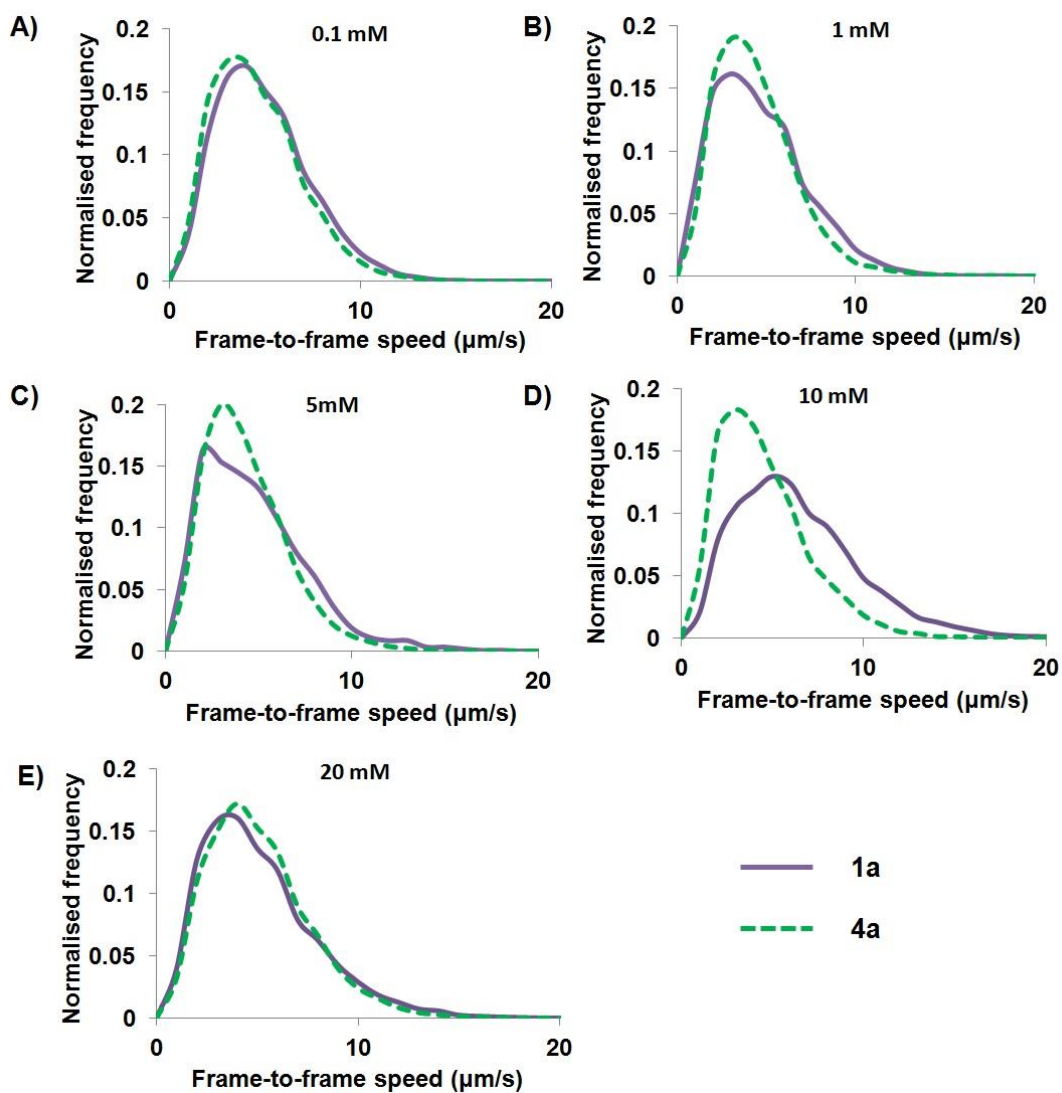 A)
0.1 mM
Normalised frequency
0.2
0.15
0.1
0.05
0
0 10 20
Frame-to-frame speed (µm/s)
B)
1 mM
Normalised frequency
0.2
0.15
0.1
0.05
0
0 10 20
Frame-to-frame speed (µm/s)
C)
5mM
Normalised frequency
0.2
0.15
0.1
0.05
0
0 10 20
Frame-to-frame speed (µm/s)
D)
10 mM
Normalised frequency
0.2
0.15
0.1
0.05
0
0 10 20
Frame-to-frame speed (µm/s)
E)
20 mM
Normalised frequency
0.2
0.15
0.1
0.05
0
0 10 20
Frame-to-frame speed (µm/s)
1a
4a